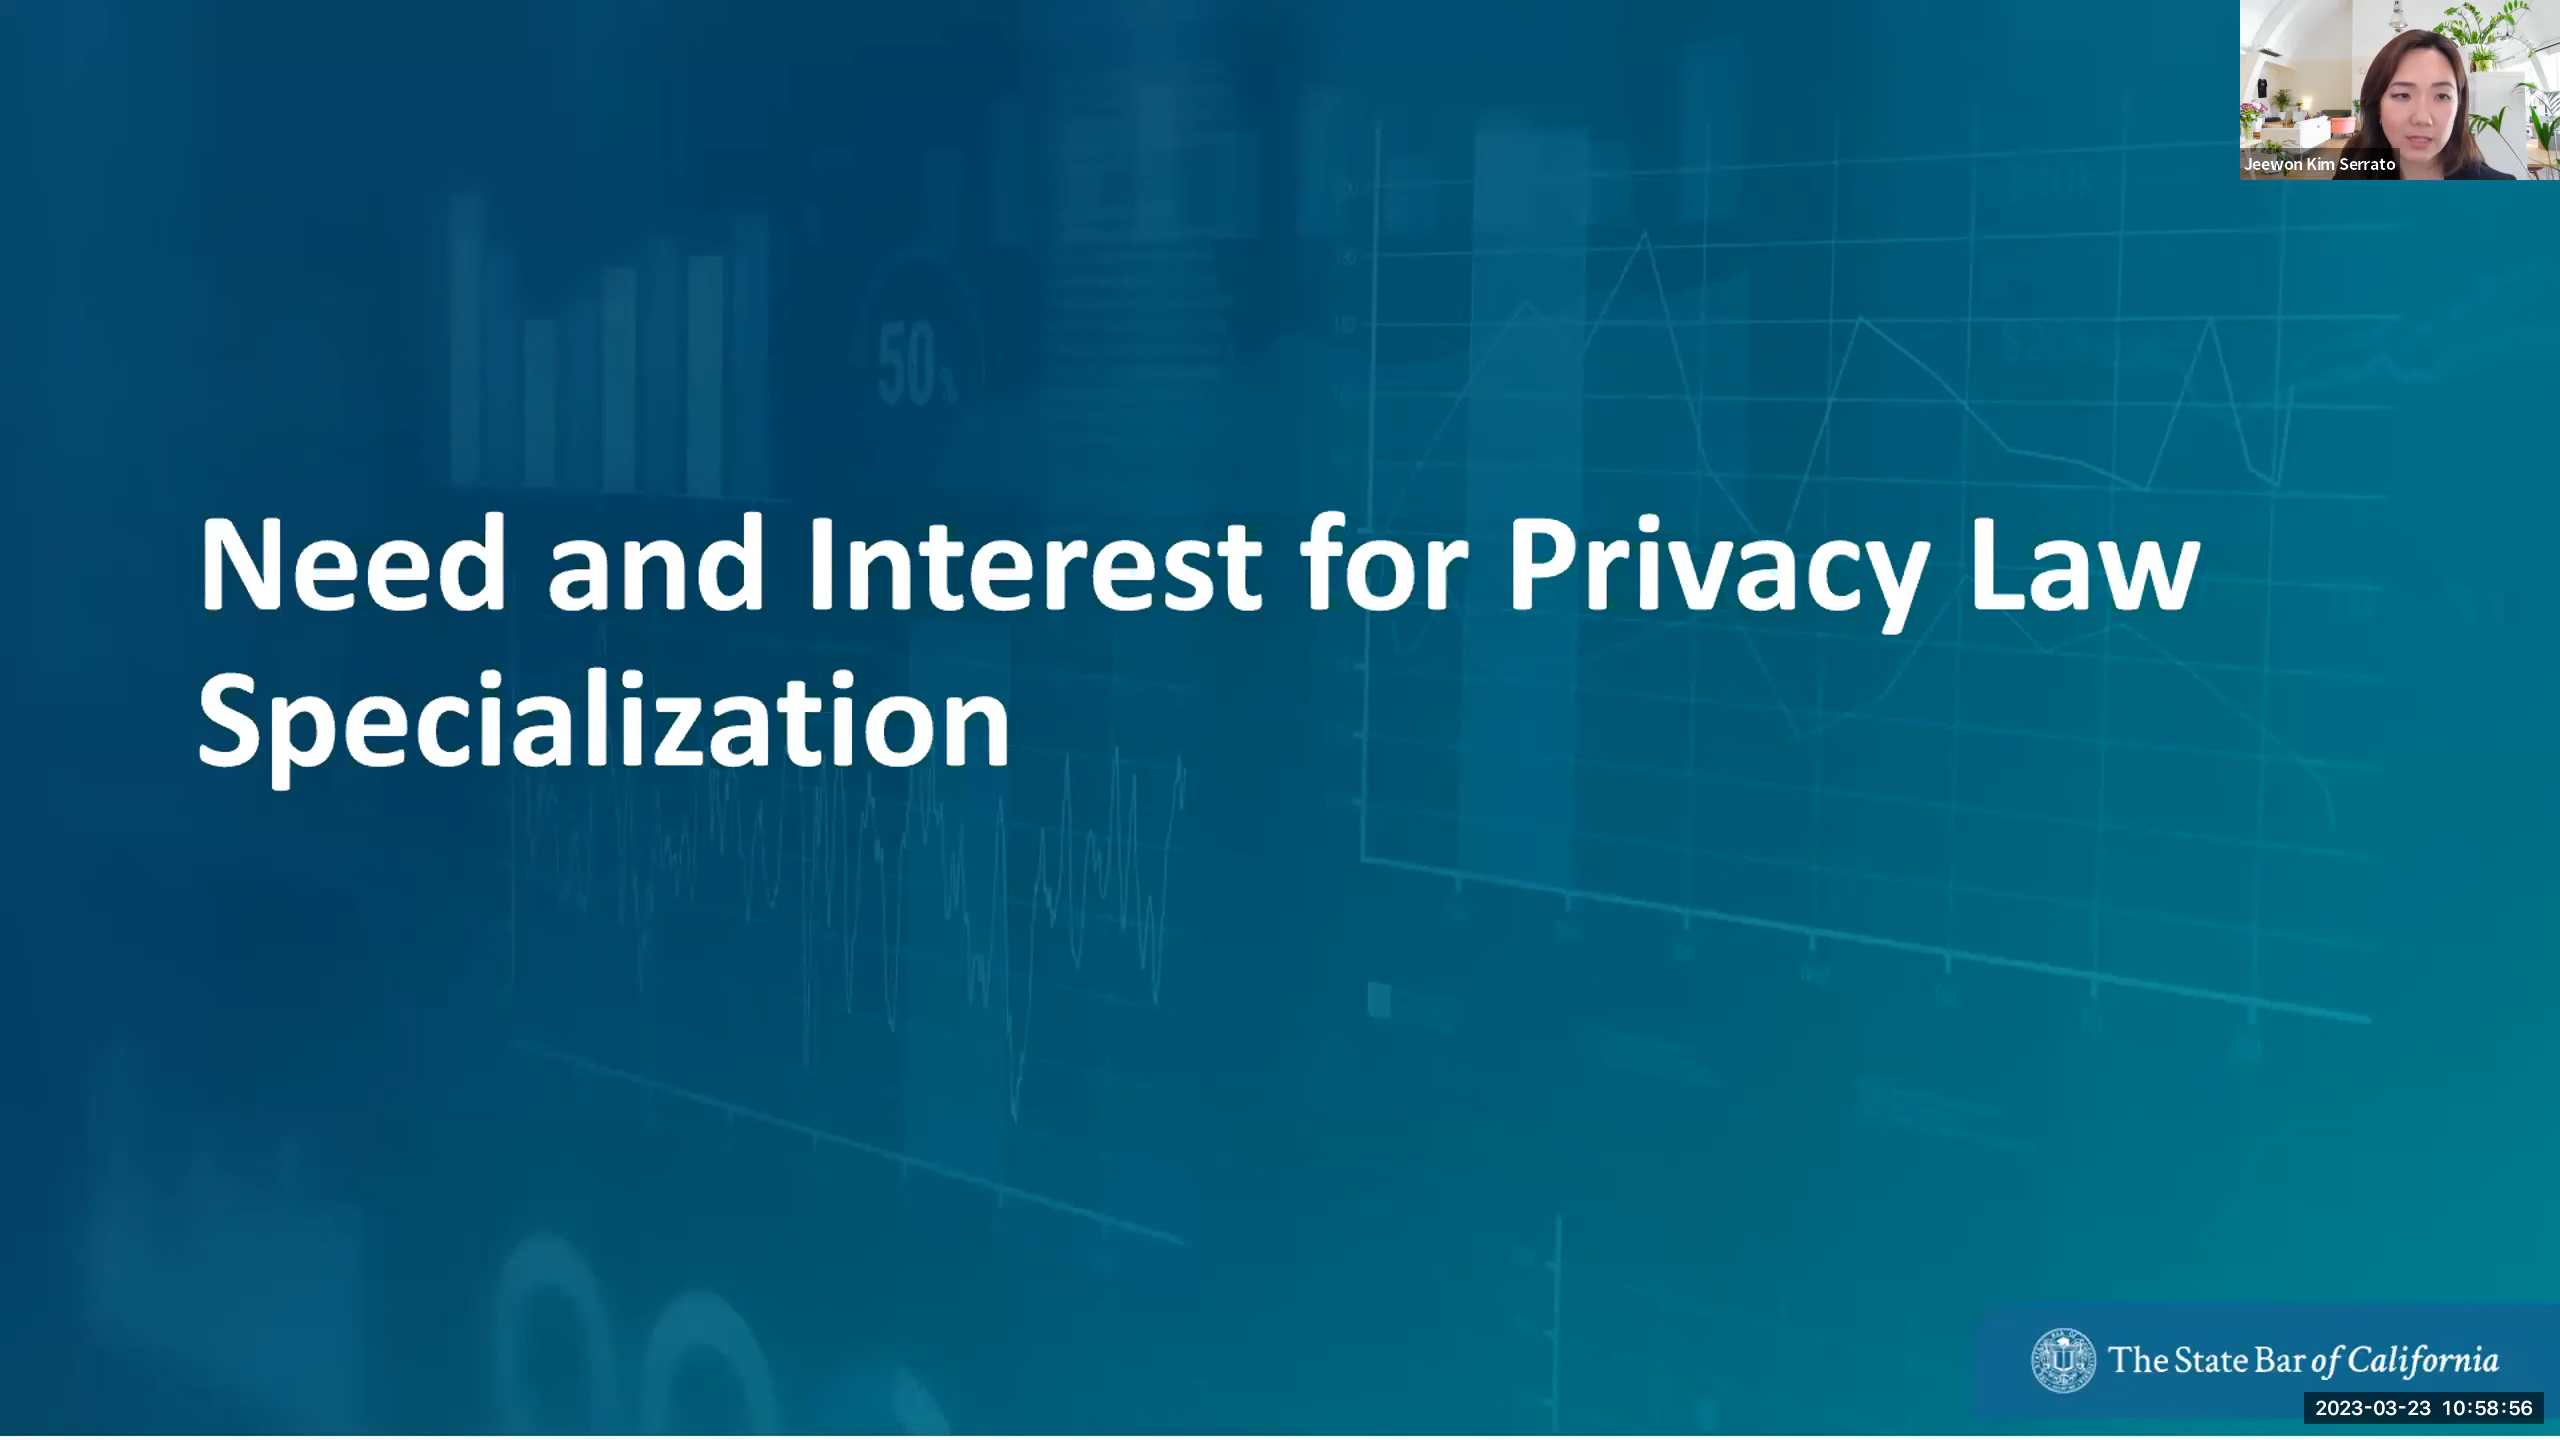 Jeewon Kim Serrato
50%
Need and Interest for Privacy Law
Specialization
The State Bar of California
2023-03-23 10:58:56